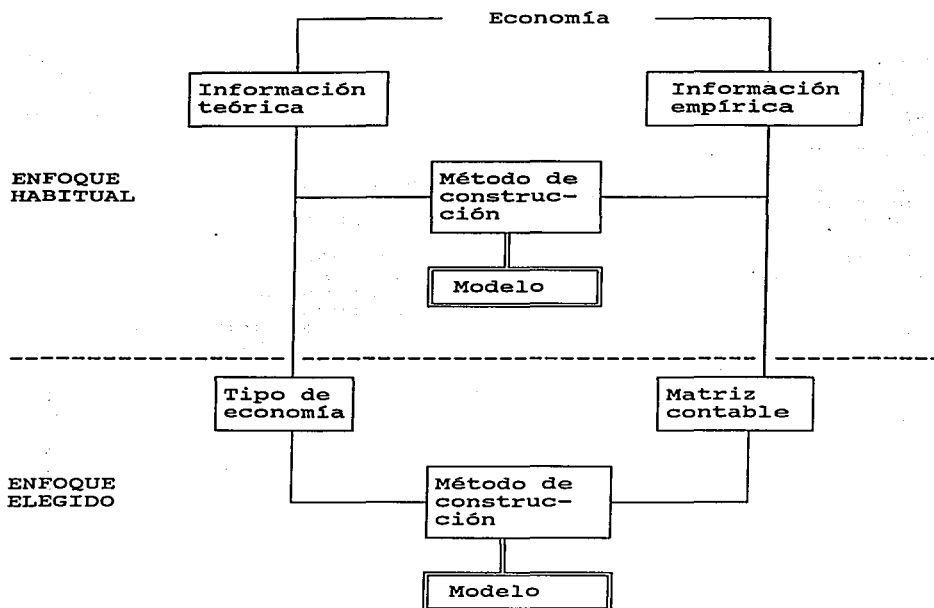 Economía
Información
teórica
Información
empírica
ENFOQUE
HABITUAL
Método de
construc-
ción
Modelo
Tipo de
economía
Matriz
contable
ENFOQUE
ELEGIDO
Método de
construc-
ción
Modelo